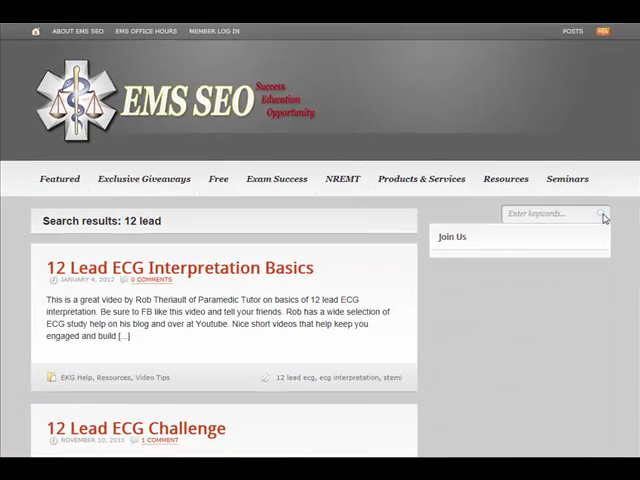 ABOUT EMS SEO EMS OFFICE HOURS MEMBER LOG IN POSTS
EMS SEO
Success
Education
Opportunity
Featured Exclusive Giveaways Free Exam Success NREMT Products & Services Resources Seminars
Enter keywords...
Search results: 12 lead
Join Us
12 Lead ECG Interpretation Basics
JANUARY 4, 2012 0 COMMENTS
This is a great video by Rob Theriault of Paramedic Tutor on basics of 12 lead ECG
interpretation. Be sure to FB like this video and tell your friends. Rob has a wide selection of
ECG study help on his blog and over at Youtube. Nice short videos that help keep you
engaged and build [...]
EKG Help, Resources, Video Tips 12 lead ecg, ecg interpretation, stemi
12 Lead ECG Challenge
NOVEMBER 10, 2011 1 COMMENT